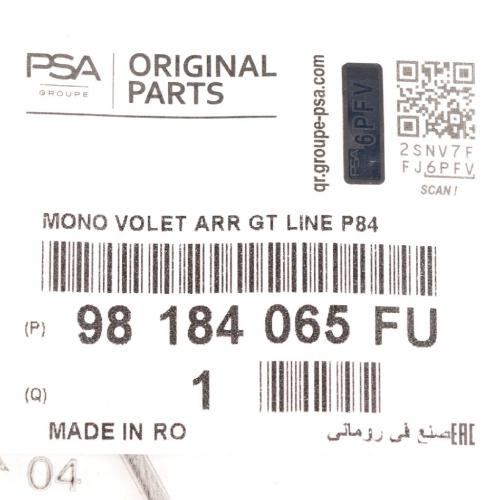 PSA
GROUPE
ORIGINAL
PARTS
qr.groupe-psa.com
PSA 6PFV
2SNV7F
FJ6PFV
SCAN!
MONO VOLET ARR GT LINE P84
(P) 98 184 065 FU
(Q) 1
MADE IN RO
صنع في روماني
EAC
04